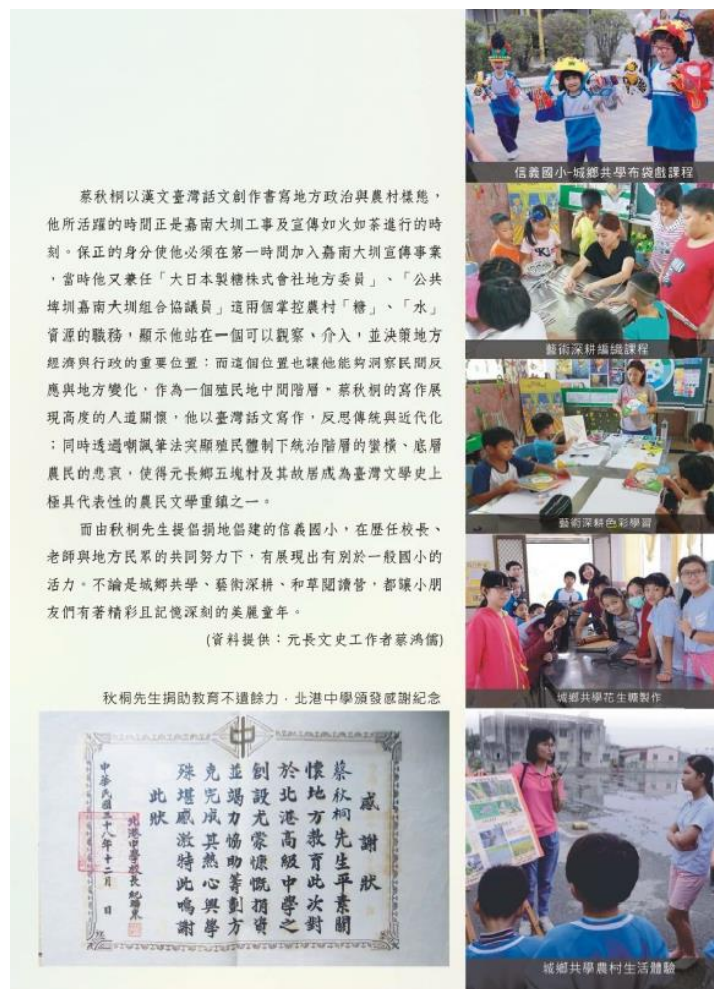 蔡秋桐以漢文臺灣話文創作書寫地方政治與農村樣態，
他所活躍的時間正是嘉南大圳工事及宣傳如火如荼進行的時
刻。保正的身分使他必須在第一時間加入嘉南大圳宣傳事業
，當時他又兼任「大日本製糖株式會社地方委員」、「公共
埤圳嘉南大圳組合協議員」這兩個掌控農村「糖」、「水」
資源的職務，顯示他站在一個可以觀察、介入，並決策地方
經濟與行政的重要位置；而這個位置也讓他能夠洞察民間反
應與地方變化，作為一個殖民地中間階層。蔡秋桐的寫作展
現高度的人道關懷，他以臺灣話文寫作，反思傳統與近代化
；同時透過嘲諷筆法突顯殖民體制下統治階層的蠻橫、底層
農民的悲哀，使得元長鄉五塊村及其故居成為臺灣文學史上
極具代表性的農民文學重鎮之一。
而由秋桐先生提倡捐地倡建的信義國小，在歷任校長、
老師與地方民眾的共同努力下，有展現出有別於一般國小的
活力。不論是城鄉共學、藝術深耕、和草閱讀營，都讓小朋
友們有著精彩且記憶深刻的美麗童年。
(資料提供：元長文史工作者蔡鴻儒)
秋桐先生捐助教育不遺餘力．北港中學頒發感謝紀念
中
感謝狀
蔡秋桐先生平素關
懷地方教育此次對
於北港高級中學之
創設尤蒙慷慨捐資
並竭力協助籌劃方
克完成其熱心興學
殊堪感激特此鳴謝
此狀
北港中學校長
中華民國三十八年十二月 日
信義國小-城鄉共學布袋戲課程
藝術深耕編織課程
藝術深耕色彩學習
城鄉共學花生糖製作
城鄉共學農村生活體驗